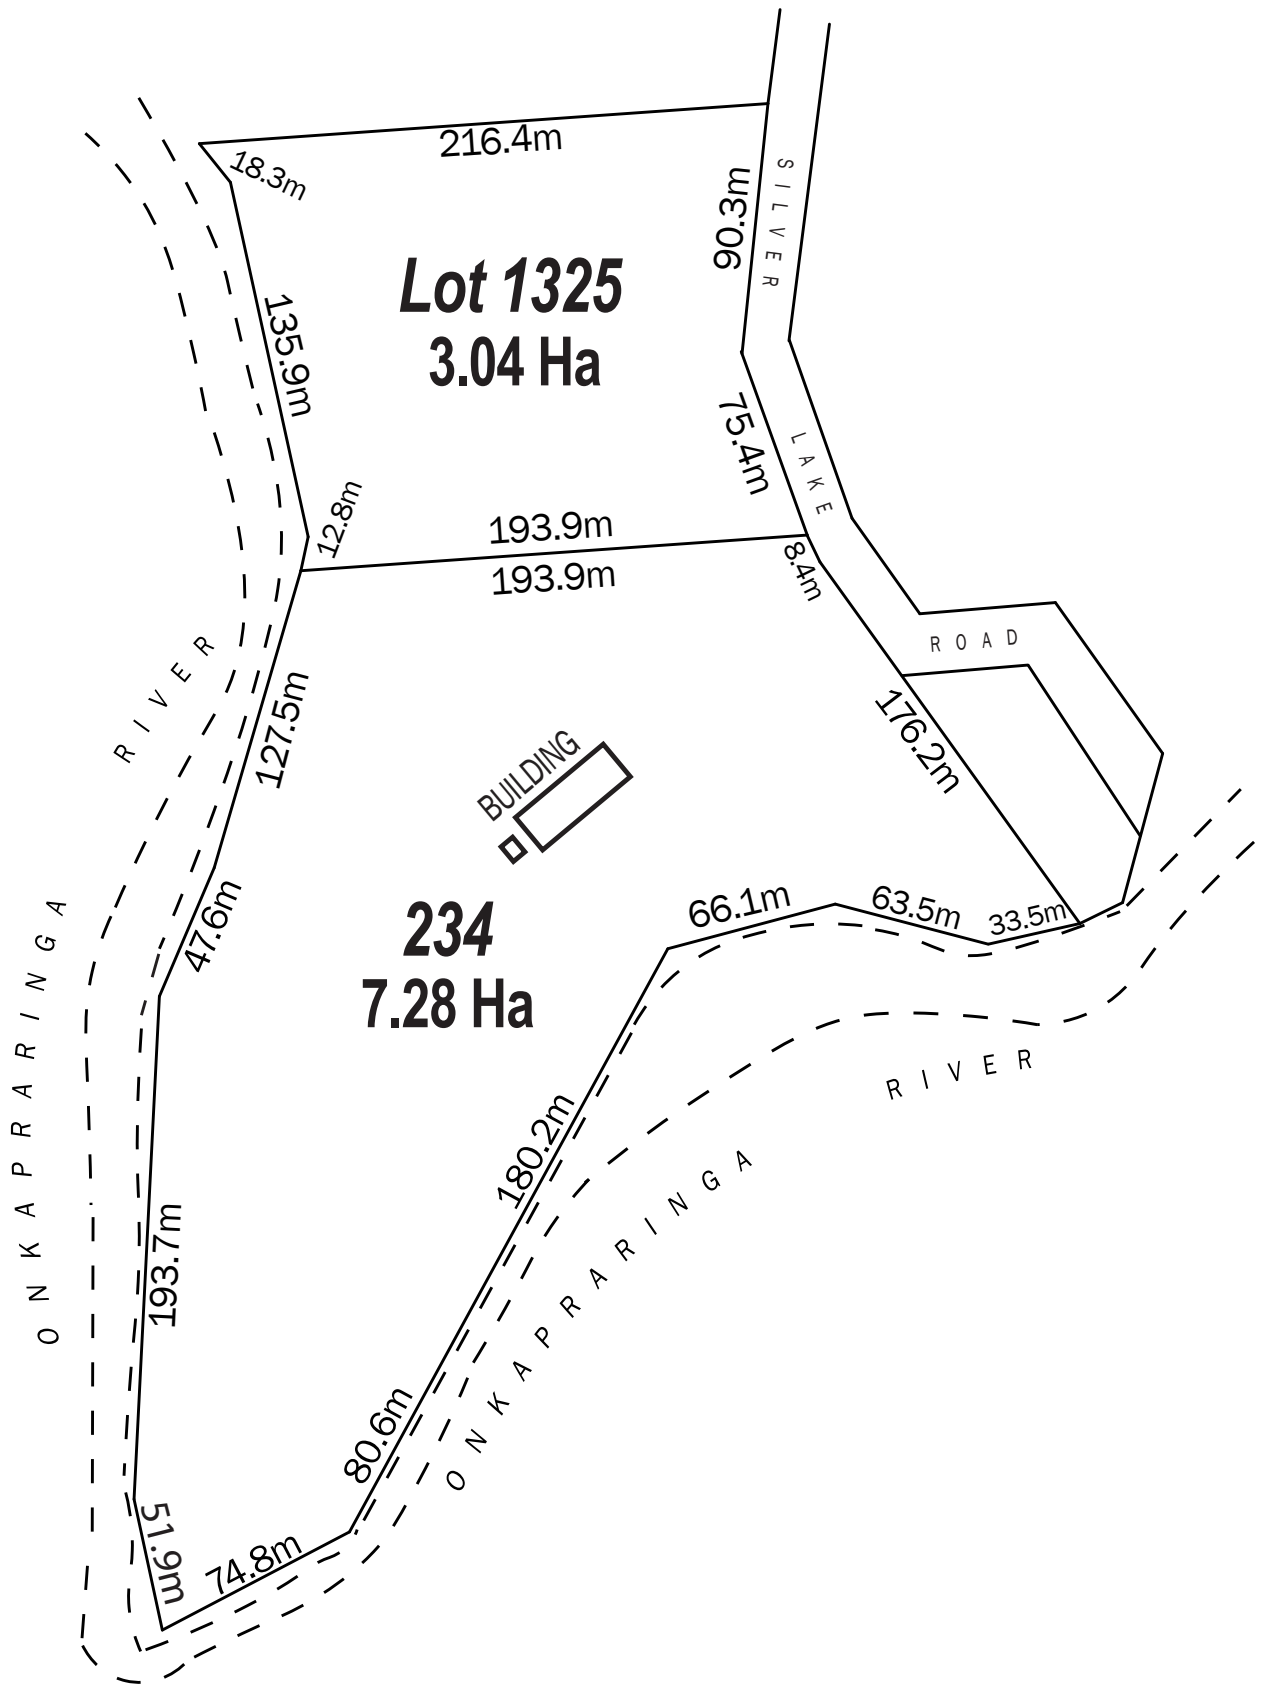 216.4m
18.3m
90.3m
SILVER
Lot 1325
3.04 Ha
135.9m
75.4m
LAKE
12.8m
193.9m
193.9m
8.4m
ROAD
RIVER
127.5m
176.2m
BUILDING
47.6m
66.1m
63.5m
33.5m
234
7.28 Ha
ONKAPRARINGA
RIVER
180.2m
193.7m
ONKAPRARINGA
80.6m
51.9m
74.8m